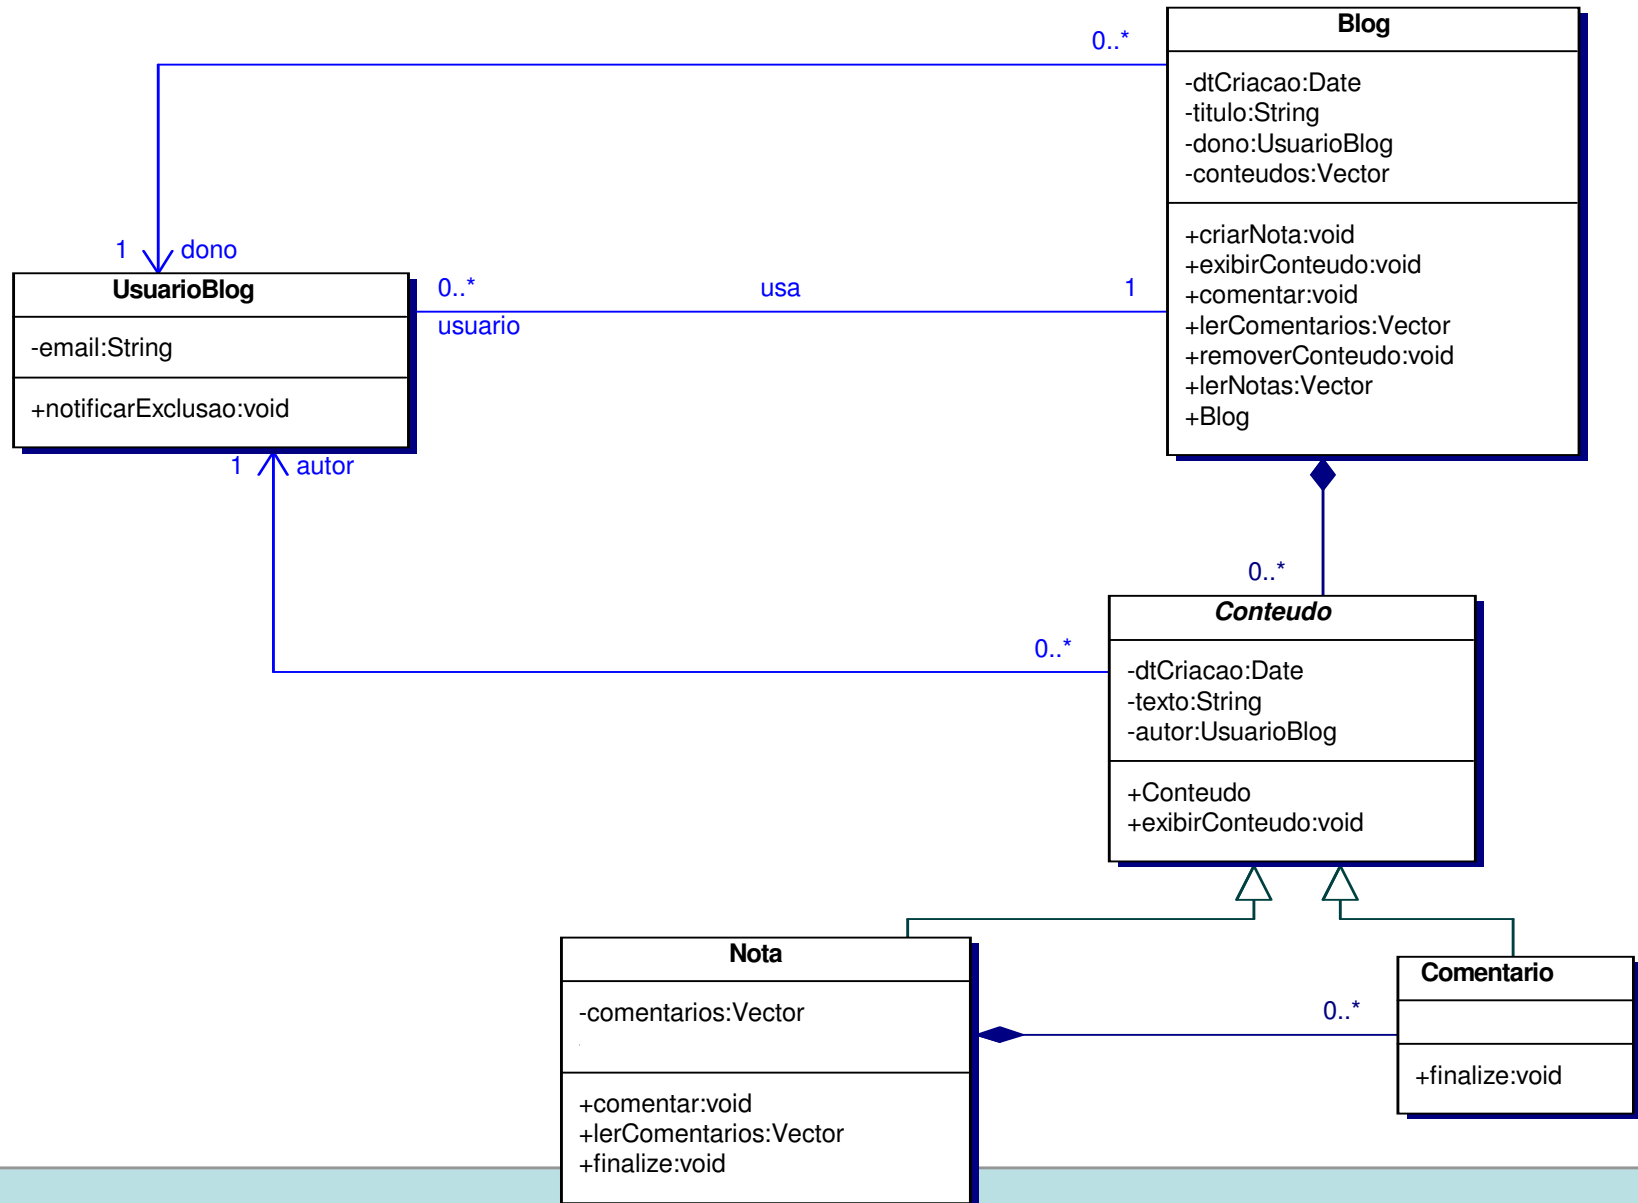 Blog
-dtCriacao:Date
-titulo:String
-dono:UsuarioBlog
-conteudos:Vector
+criarNota:void
+exibirConteudo:void
+comentar:void
+lerComentarios:Vector
+removerConteudo:void
+lerNotas:Vector
+Blog
0..*
1
dono
UsuarioBlog
-email:String
+notificarExclusao:void
0..*
usuario
usa
1
1
autor
0..*
0..*
Conteudo
-dtCriacao:Date
-texto:String
-autor:UsuarioBlog
+Conteudo
+exibirConteudo:void
Nota
-comentarios:Vector
+comentar:void
+lerComentarios:Vector
+finalize:void
0..*
Comentario
+finalize:void